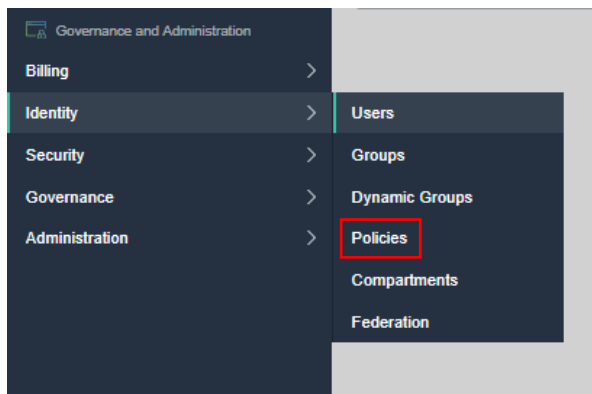 Governance and Administration
Billing
Identity
Security
Governance
Administration
Users
Groups
Dynamic Groups
Policies
Compartments
Federation